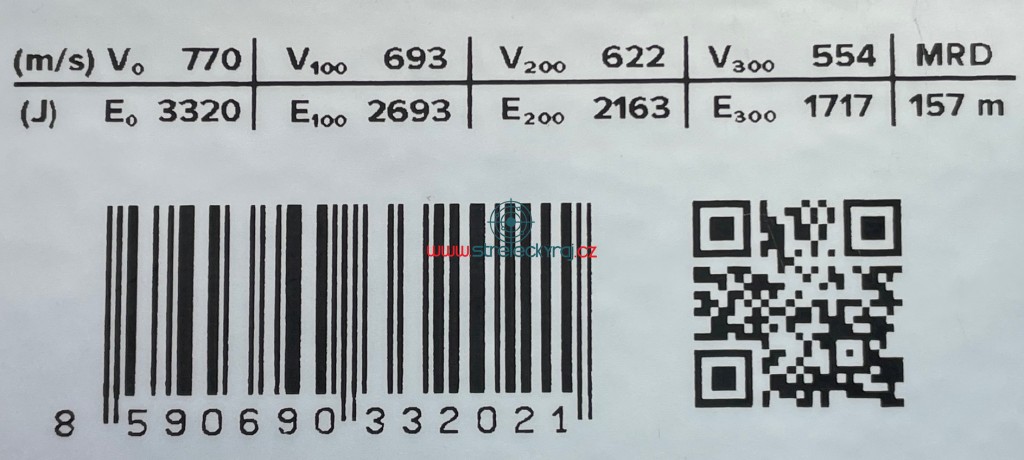 (m/s) V₀ 770 | V₁₀₀ 693 | V₂₀₀ 622 | V₃₀₀ 554 | MRD
(J) E₀ 3320 | E₁₀₀ 2693 | E₂₀₀ 2163 | E₃₀₀ 1717 | 157 m
www.streleckyraj.cz
8 590690 332021